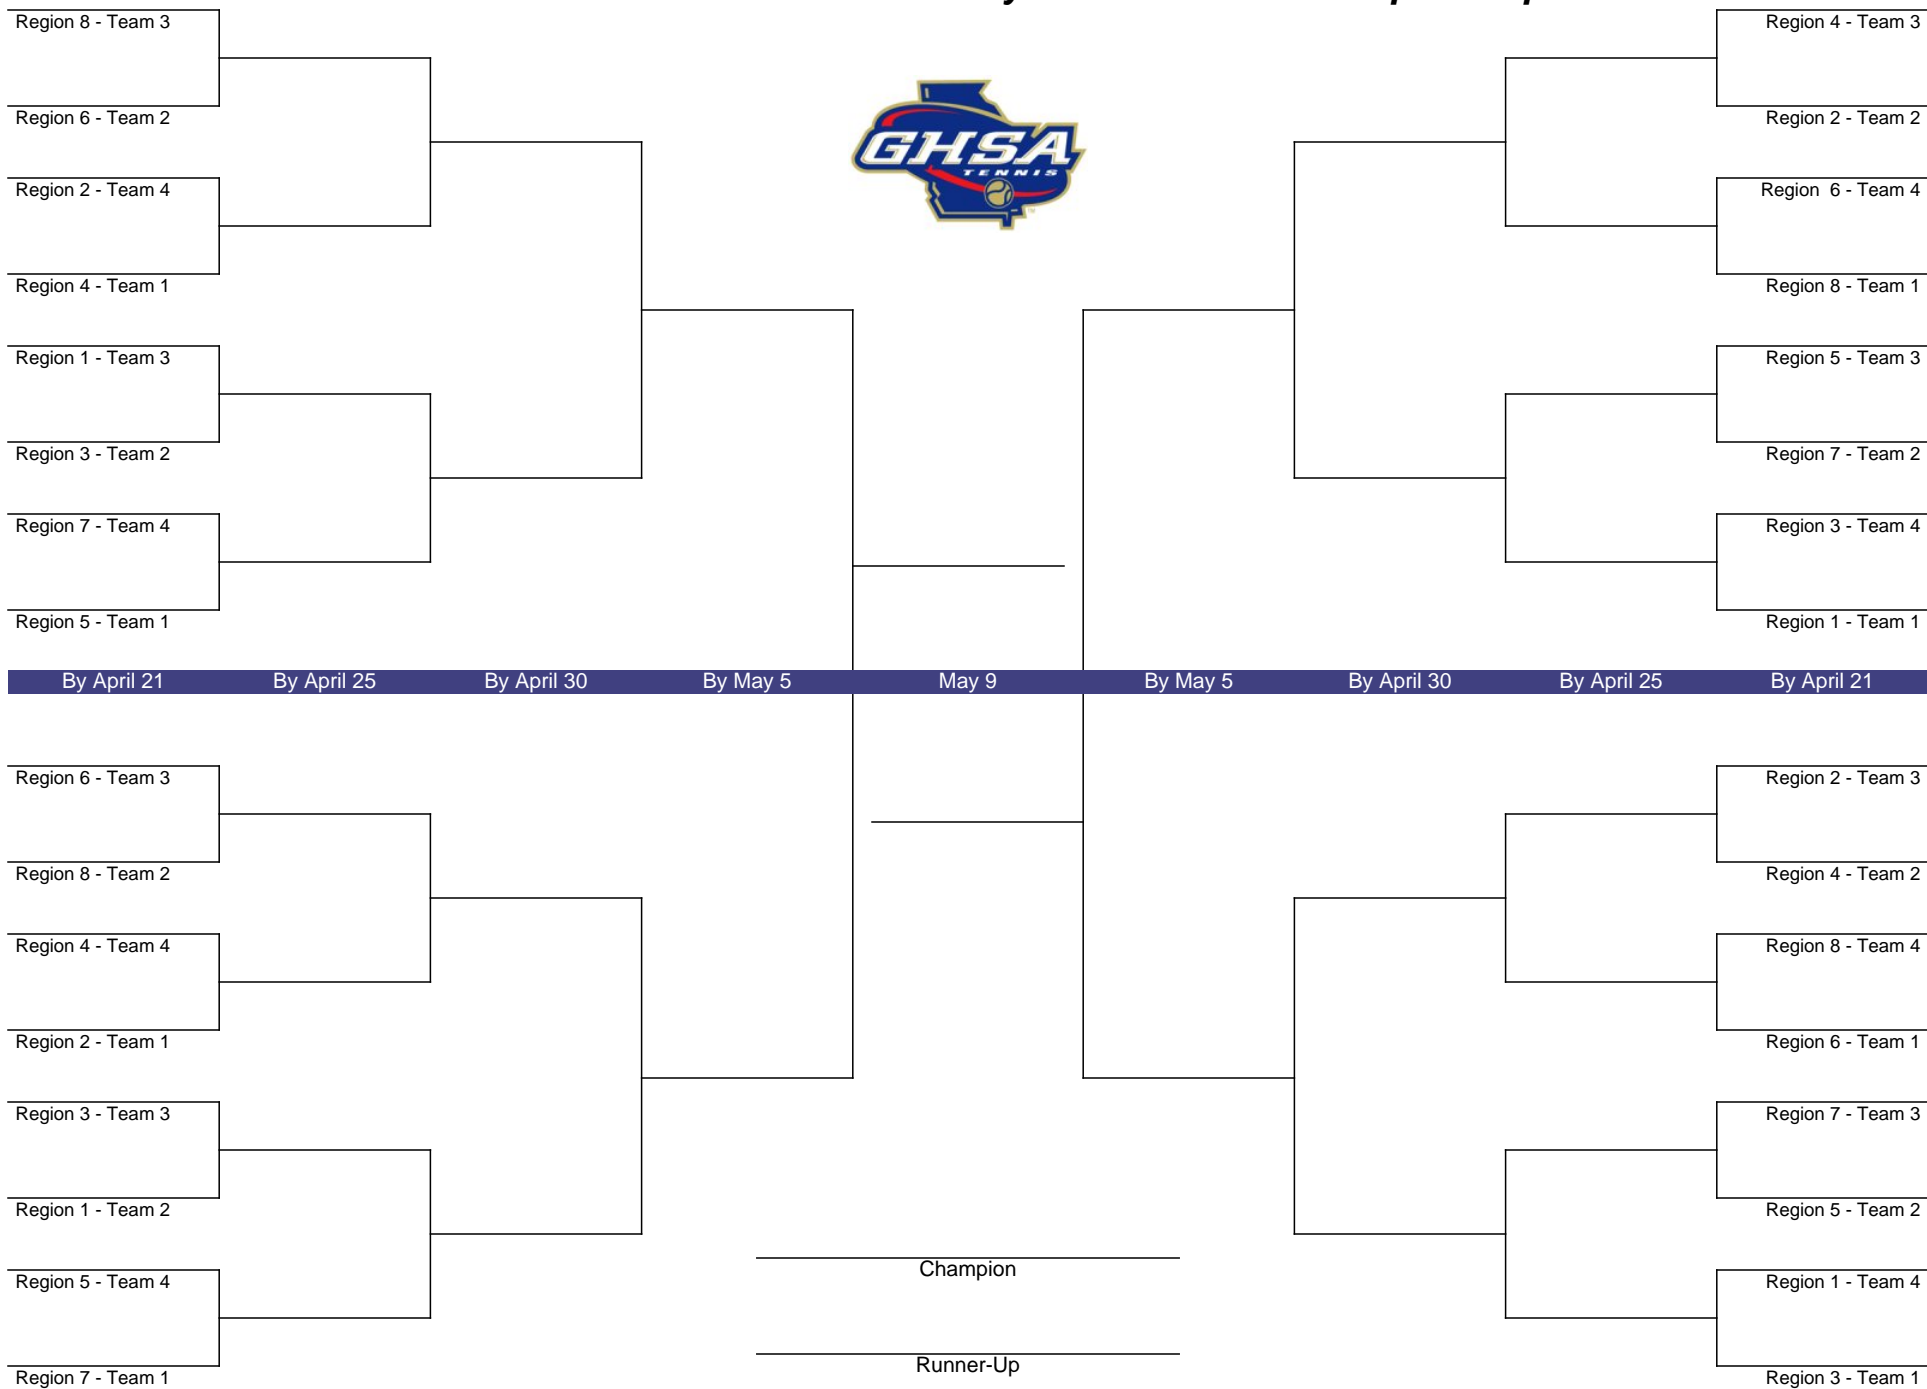 Region 8 - Team 3
Region 4 - Team 3
Region 6 - Team 2
Region 2 - Team 2
GHSA
TENNIS
Region 2 - Team 4
Region 6 - Team 4
Region 4 - Team 1
Region 8 - Team 1
Region 1 - Team 3
Region 5 - Team 3
Region 3 - Team 2
Region 7 - Team 2
Region 7 - Team 4
Region 3 - Team 4
Region 5 - Team 1
Region 1 - Team 1
By April 21 By April 25 By April 30 By May 5 May 9 By May 5 By April 30 By April 25 By April 21
Region 6 - Team 3
Region 2 - Team 3
Region 8 - Team 2
Region 4 - Team 2
Region 4 - Team 4
Region 8 - Team 4
Region 2 - Team 1
Region 6 - Team 1
Region 3 - Team 3
Region 7 - Team 3
Region 1 - Team 2
Region 5 - Team 2
Champion
Region 5 - Team 4
Region 1 - Team 4
Runner-Up
Region 7 - Team 1
Region 3 - Team 1